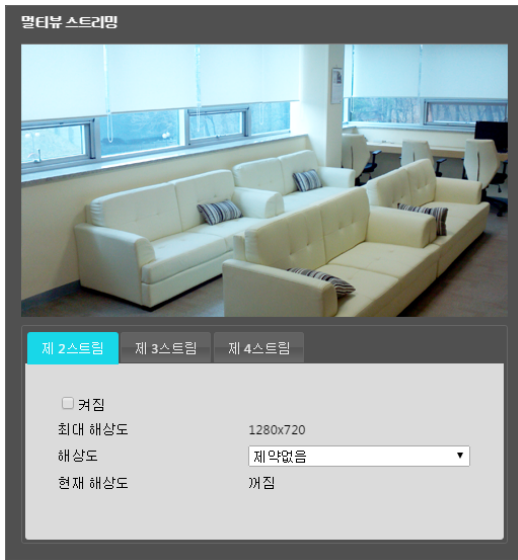 멀티뷰 스트리밍
제 2스트림 제 3스트림 제 4스트림
켜짐
최대 해상도 1280x720
해상도 제약없음
현재 해상도 꺼짐